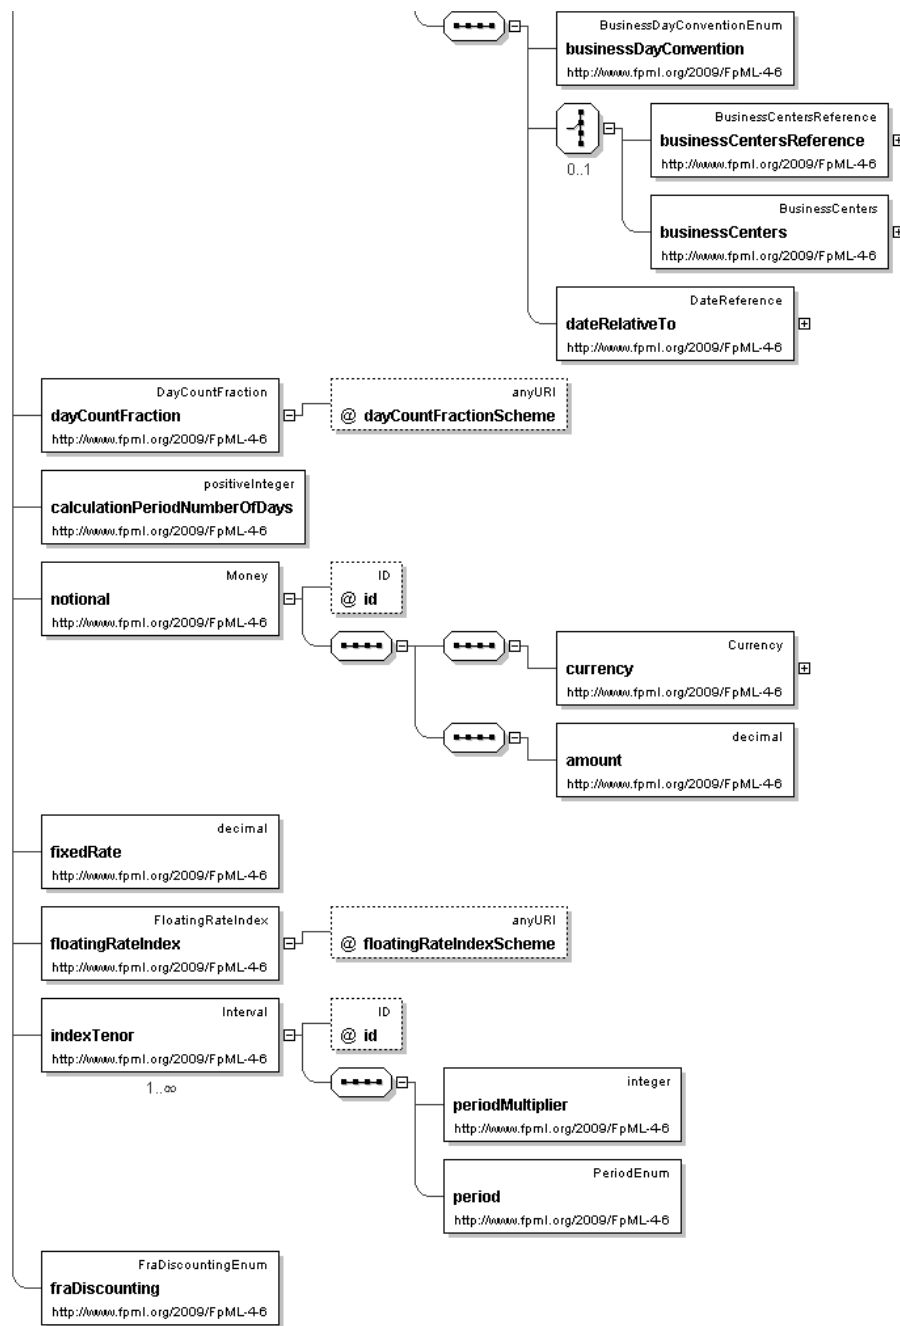 BusinessDayConventionEnum
businessDayConvention
http://www.fpml.org/2009/FpML-4-6
BusinessCentersReference
businessCentersReference
http://www.fpml.org/2009/FpML-4-6
0..1
BusinessCenters
businessCenters
http://www.fpml.org/2009/FpML-4-6
DateReference
dateRelativeTo
http://www.fpml.org/2009/FpML-4-6
DayCountFraction
dayCountFraction
http://www.fpml.org/2009/FpML-4-6
anyURI
@ dayCountFractionScheme
positiveInteger
calculationPeriodNumberOfDays
http://www.fpml.org/2009/FpML-4-6
Money
notional
http://www.fpml.org/2009/FpML-4-6
ID
@ id
Currency
currency
http://www.fpml.org/2009/FpML-4-6
decimal
amount
http://www.fpml.org/2009/FpML-4-6
decimal
fixedRate
http://www.fpml.org/2009/FpML-4-6
FloatingRateIndex
floatingRateIndex
http://www.fpml.org/2009/FpML-4-6
anyURI
@ floatingRateIndexScheme
Interval
indexTenor
http://www.fpml.org/2009/FpML-4-6
1..∞
ID
@ id
integer
periodMultiplier
http://www.fpml.org/2009/FpML-4-6
PeriodEnum
period
http://www.fpml.org/2009/FpML-4-6
FraDiscountingEnum
fraDiscounting
http://www.fpml.org/2009/FpML-4-6